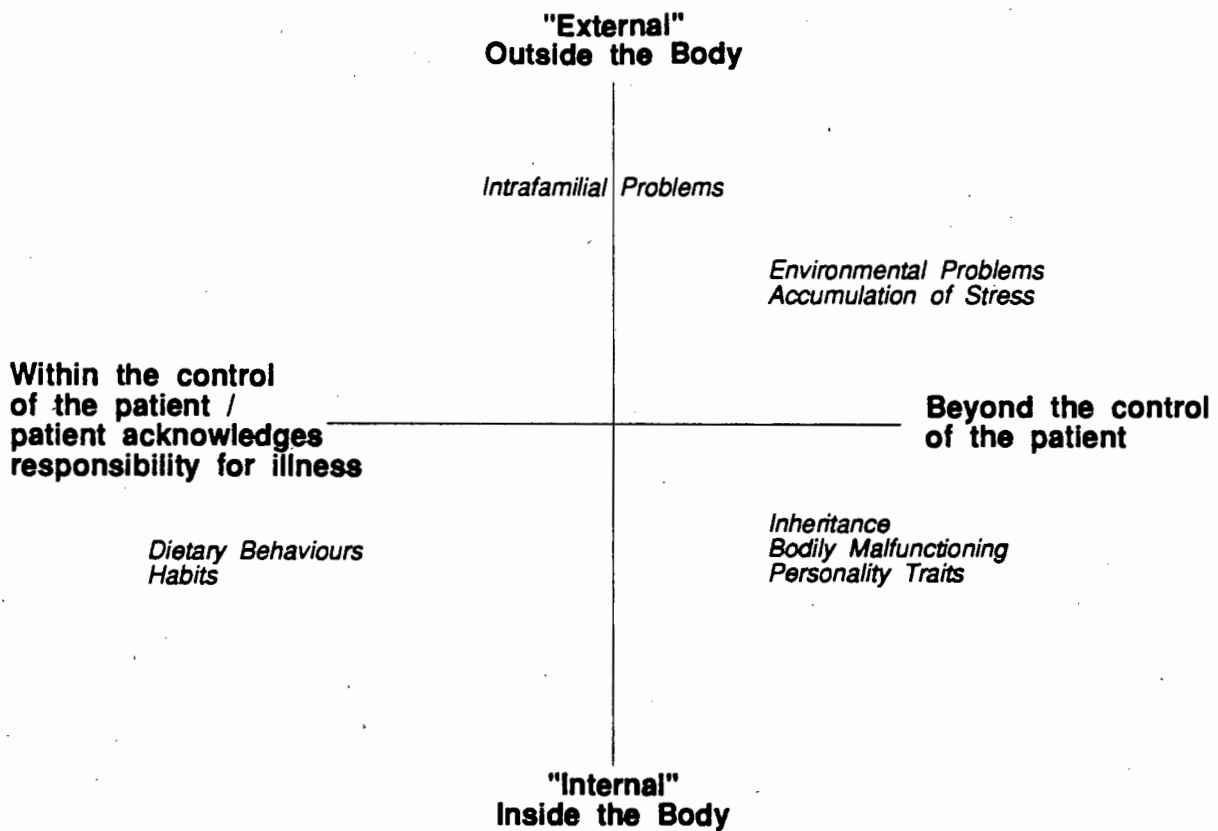 "External"
Outside the Body
Intrafamilial Problems
Environmental Problems
Accumulation of Stress
Within the control
of the patient /
patient acknowledges
responsibility for illness
Beyond the control
of the patient
Dietary Behaviours
Habits
Inheritance
Bodily Malfunctioning
Personality Traits
"Internal"
Inside the Body